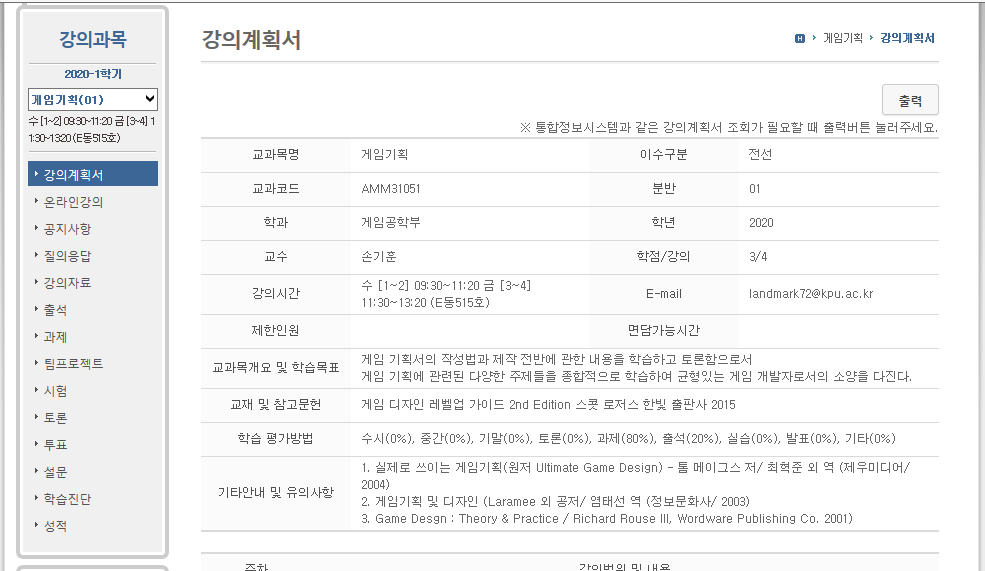 강의과목
2020-1학기
게임기획(01)
수 [1~2] 09:30~11:20 금 [3~4] 1
1:30~13:20 (E동515호)
강의계획서
온라인강의
공지사항
질의응답
강의자료
출석
과제
팀프로젝트
시험
토론
투표
설문
학습진단
성적
강의계획서
H › 게임기획 › 강의계획서
출력
※ 통합정보시스템과 같은 강의계획서 조회가 필요할 때 출력버튼 눌러주세요.
교과목명 게임기획 이수구분 전선
교과코드 AMM31051 분반 01
학과 게임공학부 학년 2020
교수 손기훈 학점/강의 3/4
강의시간 수 [1~2] 09:30~11:20 금 [3~4]
11:30~13:20 (E동515호) E-mail landmark72@kpu.ac.kr
제한인원 면담가능시간
교과목개요 및 학습목표 게임 기획서의 작성법과 제작 전반에 관한 내용을 학습하고 토론함으로서
게임 기획에 관련된 다양한 주제들을 종합적으로 학습하여 균형있는 게임 개발자로서의 소양을 다진다.
교재 및 참고문헌 게임 디자인 레벨업 가이드 2nd Edition 스콧 로저스 한빛 출판사 2015
학습 평가방법 수시(0%), 중간(0%), 기말(0%), 토론(0%), 과제(80%), 출석(20%), 실습(0%), 발표(0%), 기타(0%)
기타안내 및 유의사항 1. 실제로 쓰이는 게임기획(원저 Ultimate Game Design) - 톰 메이그스 저/ 최혁준 외 역 (제우미디어/
2004)
2. 게임기획 및 디자인 (Laramee 외 공저/ 염태선 역 (정보문화사/ 2003)
3. Game Desgn : Theory & Practice / Richard Rouse III, Wordware Publishing Co. 2001)
주차 강의범위 및 내용